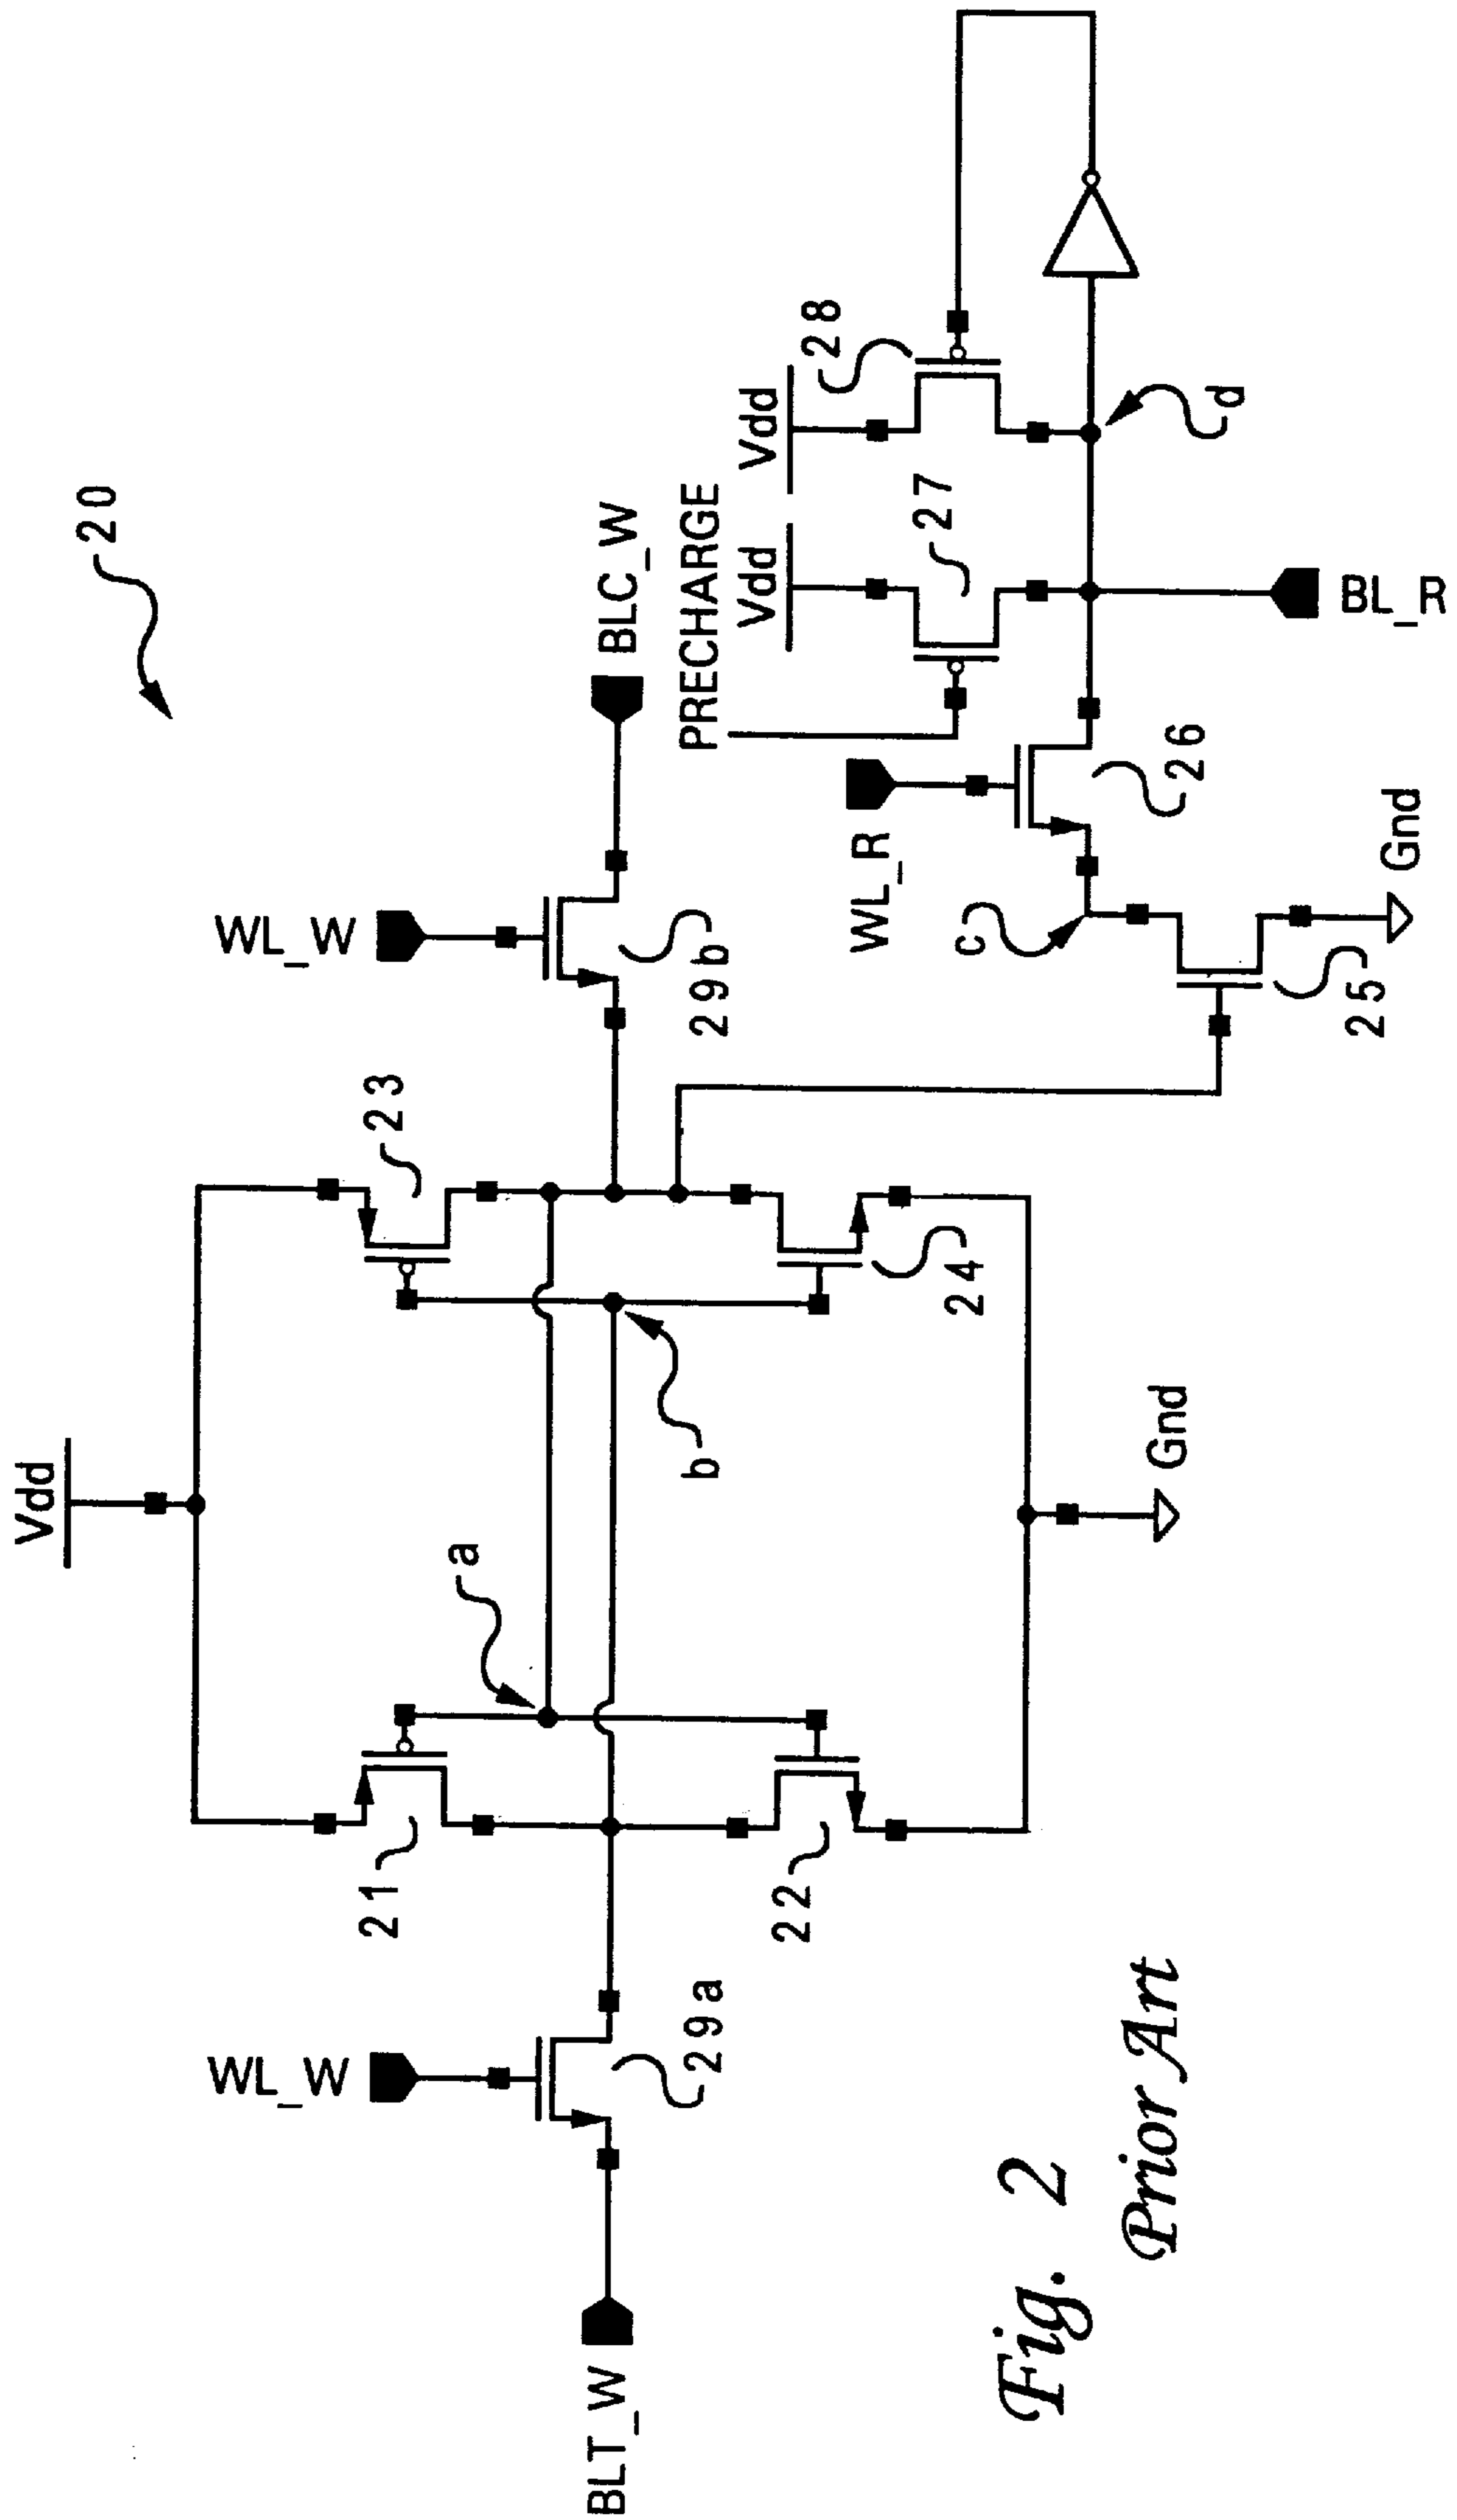 20
Vdd
WL_W
WL_W
21
23
a
b
BLT_W
29a
29b
BLC_W
22
24
PRECHARGE
Vdd
Vdd
28
27
WL_R
c
26
d
25
Gnd
Gnd
BL_R
Fig. 2
Prior Art